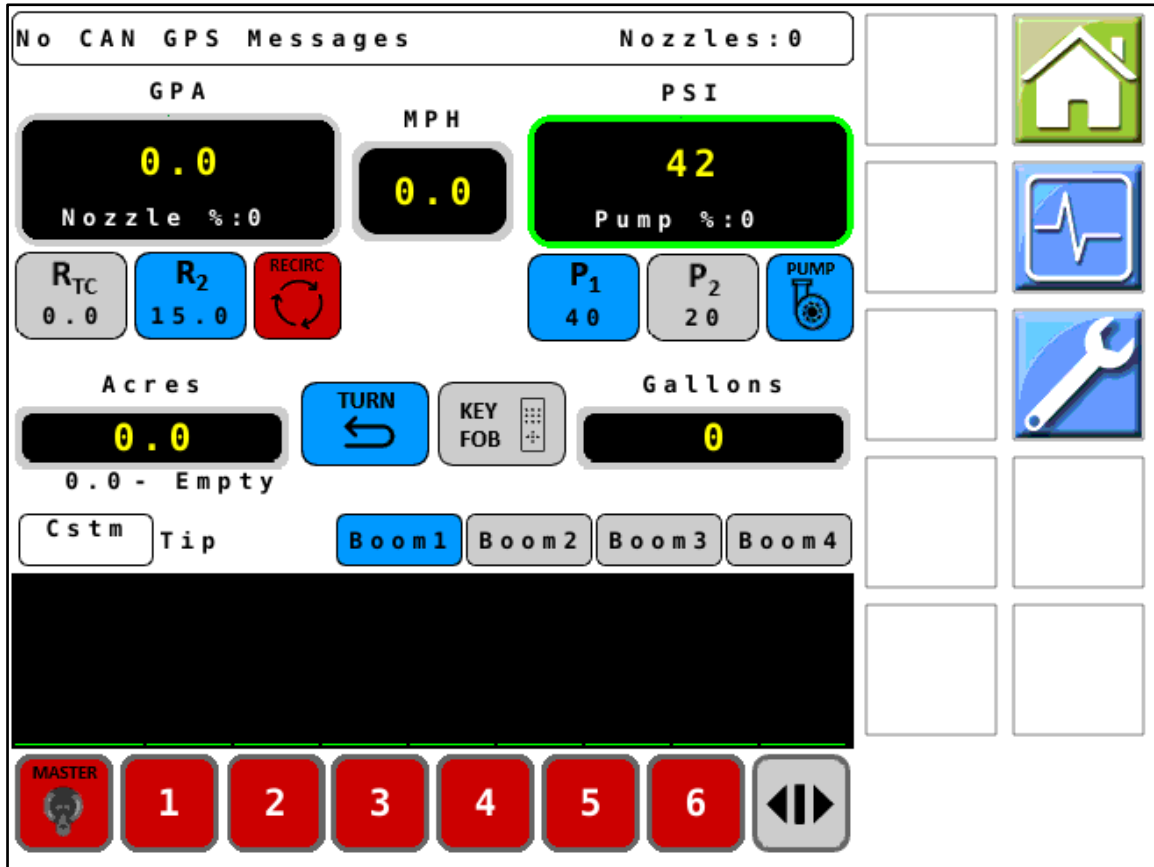 No CAN GPS Messages Nozzles:0
GPA MPH PSI
0.0 0.0 42
Nozzle %:0 Pump %:0
RTC R2 RECIRC P1 P2 PUMP
0.0 15.0 40 20
Acres TURN KEY FOB Gallons
0.0 0
0.0- Empty
Cstm Tip Boom1 Boom2 Boom3 Boom4
MASTER 1 2 3 4 5 6